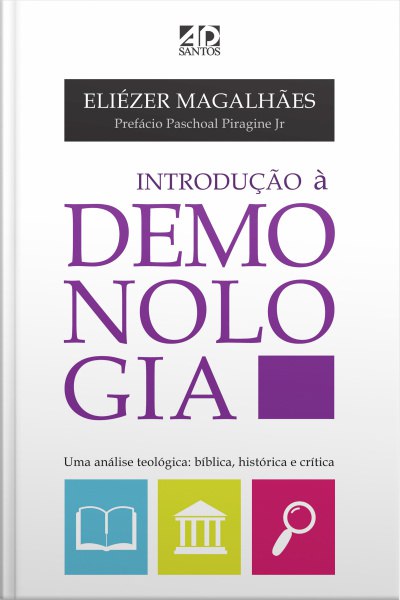 AD
SANTOS
ELIÉZER MAGALHÃES
Prefácio Paschoal Piragine Jr
INTRODUÇÃO à
DEMO
NOLO
GIA
Uma análise teológica: bíblica, histórica e crítica